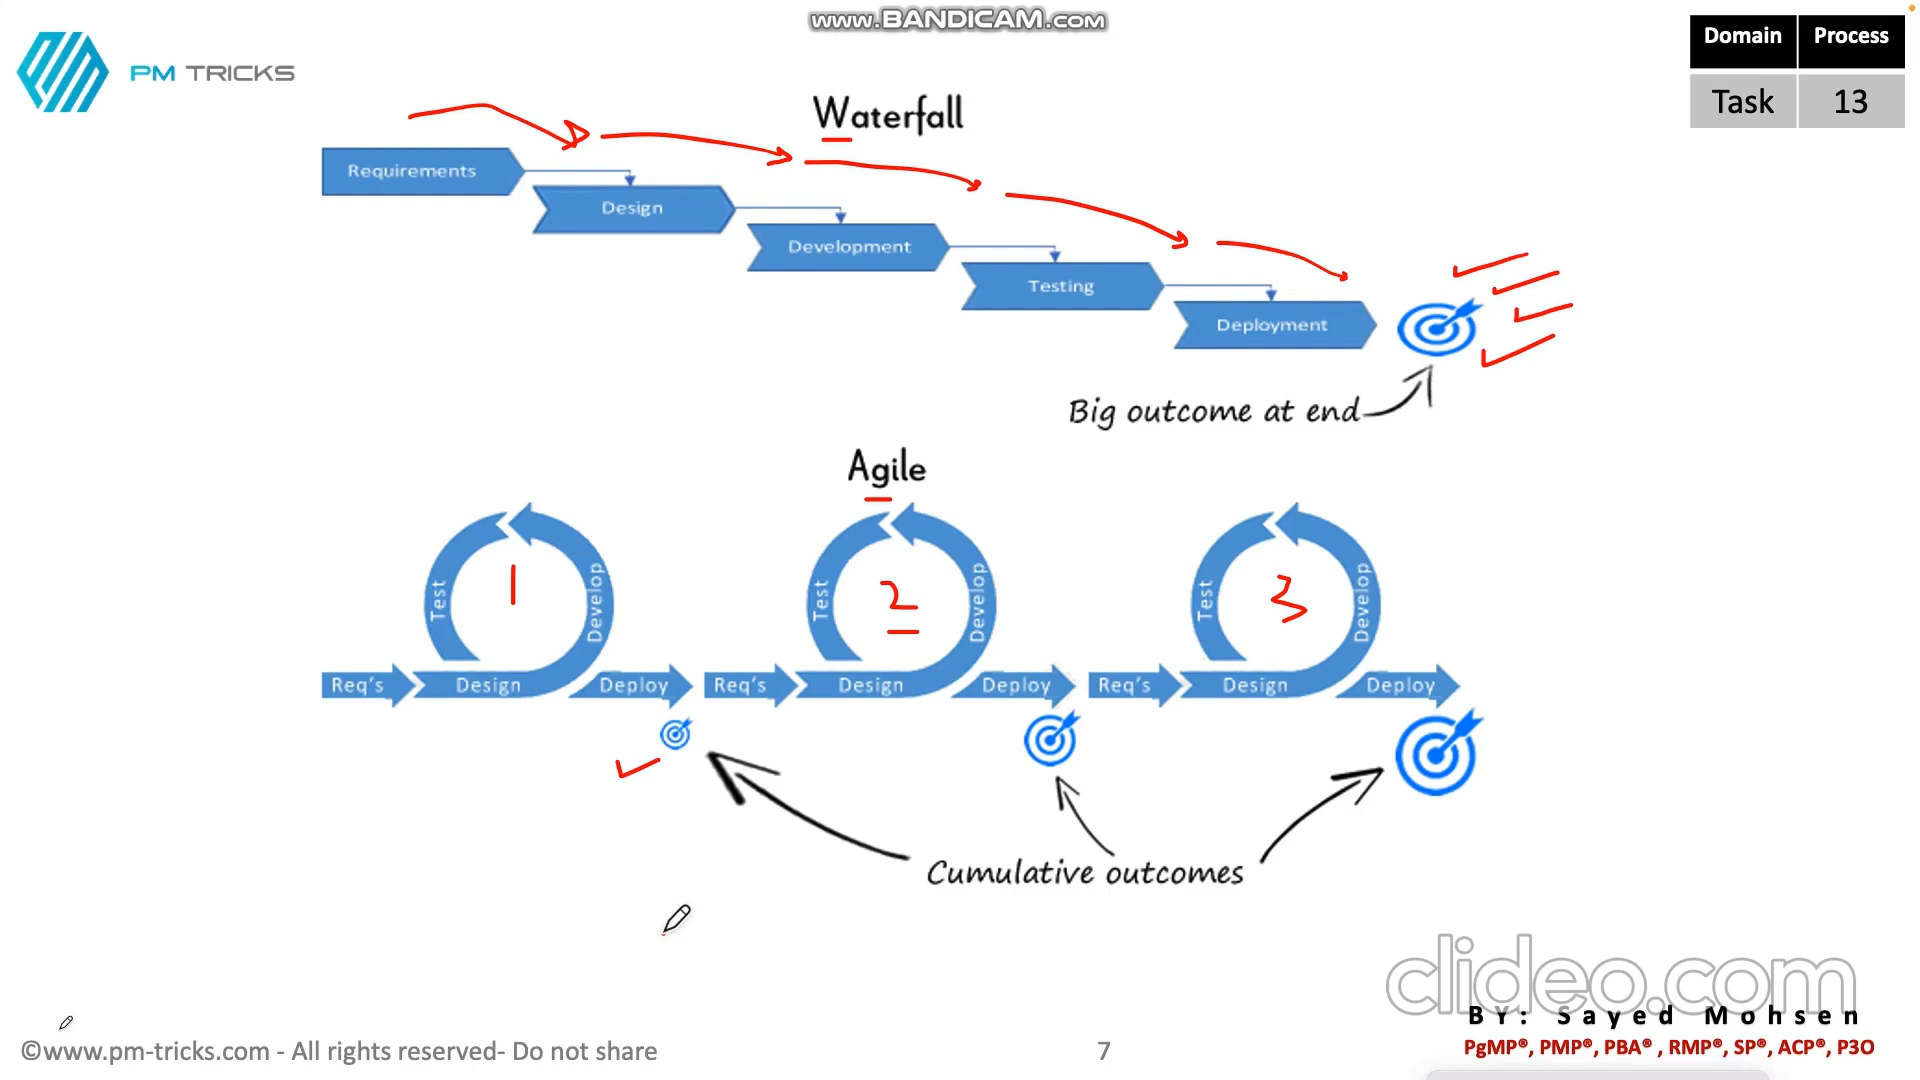 www.BANDICAM.com
PM TRICKS
Domain Process
Task 13
Waterfall
Requirements
Design
Development
Testing
Deployment
Big outcome at end
Agile
1
2
3
Test
Develop
Test
Develop
Test
Develop
Req's Design Deploy Req's Design Deploy Req's Design Deploy
Cumulative outcomes
clideo.com
BY: Sayed Mohsen
©www.pm-tricks.com - All rights reserved- Do not share
7
PgMP®, PMP®, PBA® , RMP®, SP®, ACP®, P3O